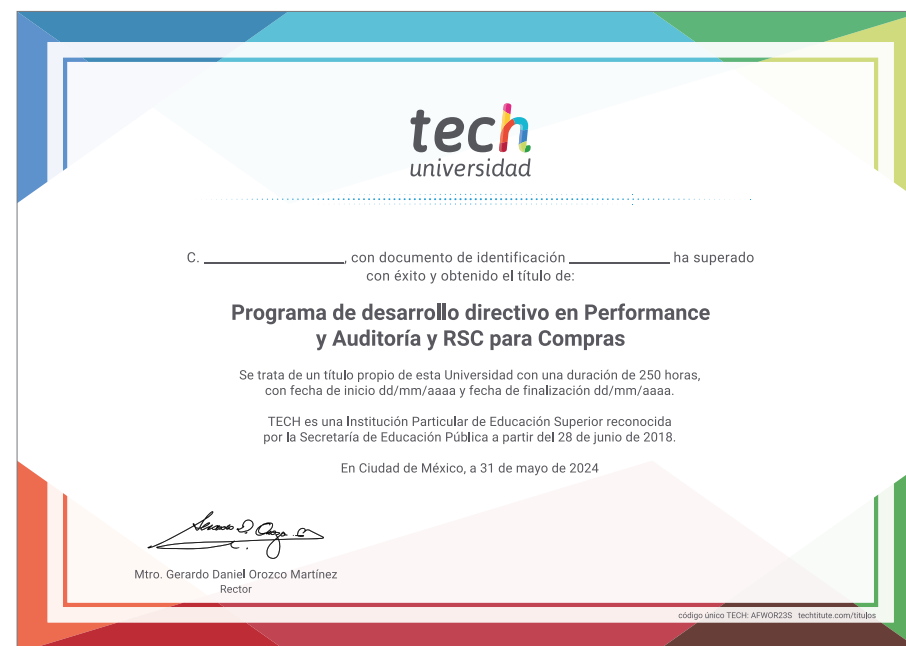 tech
universidad
C. ____________, con documento de identificación ____________ ha superado
con éxito y obtenido el título de:
Programa de desarrollo directivo en Performance
y Auditoría y RSC para Compras
Se trata de un título propio de esta Universidad con una duración de 250 horas,
con fecha de inicio dd/mm/aaaa y fecha de finalización dd/mm/aaaa.
TECH es una Institución Particular de Educación Superior reconocida
por la Secretaría de Educación Pública a partir del 28 de junio de 2018.
En Ciudad de México, a 31 de mayo de 2024
Mtro. Gerardo Daniel Orozco Martínez
Rector
código único TECH: AFWOR23S techtitute.com/titulos